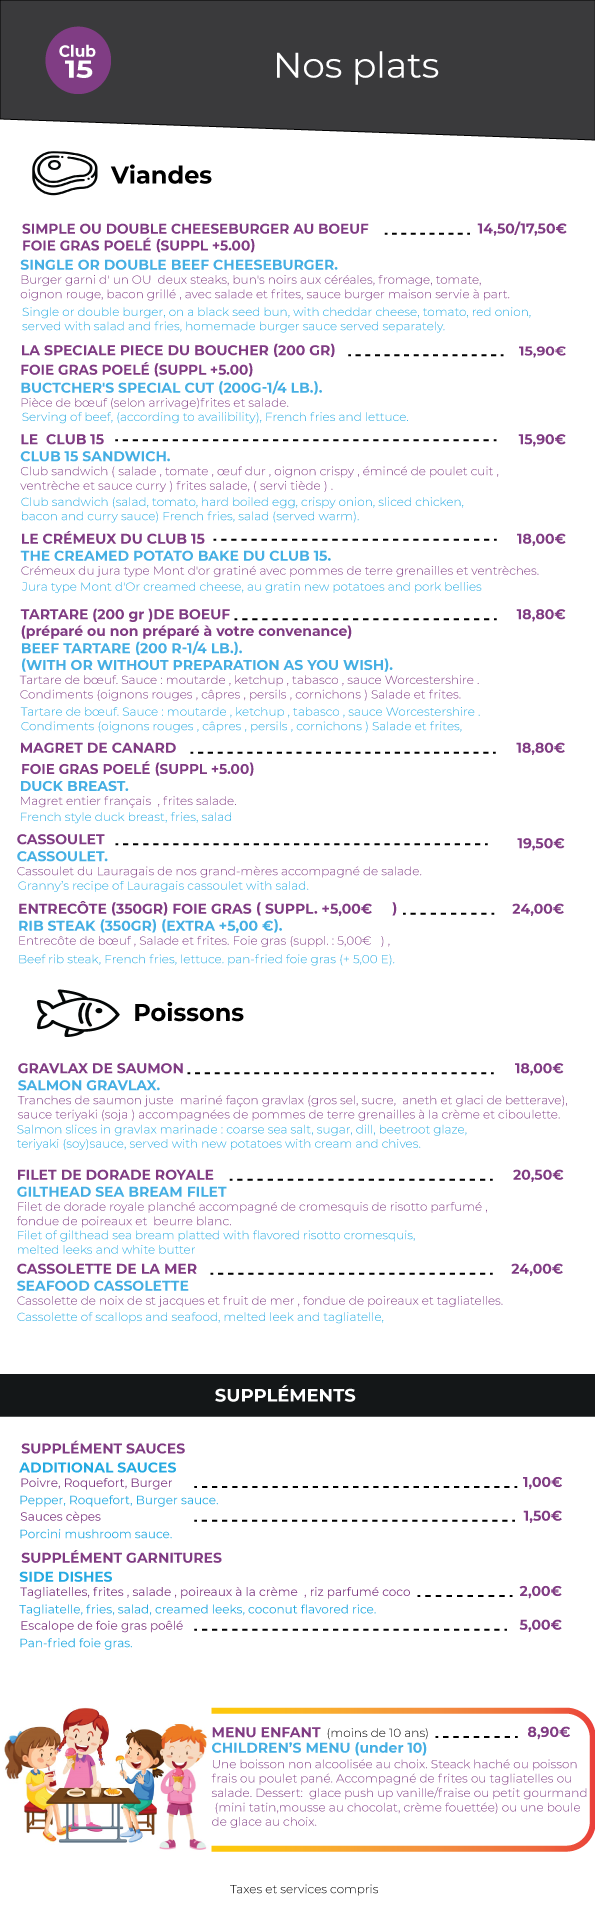 Club
15
Nos plats
Viandes
SIMPLE OU DOUBLE CHEESEBURGER AU BOEUF 14,50/17,50€
FOIE GRAS POELÉ (SUPPL +5.00)
SINGLE OR DOUBLE BEEF CHEESEBURGER.
Burger garni d' un OU deux steaks, bun's noirs aux céréales, fromage, tomate,
oignon rouge, bacon grillé , avec salade et frites, sauce burger maison servie à part.
Single or double burger, on a black seed bun, with cheddar cheese, tomato, red onion,
served with salad and fries, homemade burger sauce served separately.
LA SPECIALE PIECE DU BOUCHER (200 GR) 15,90€
FOIE GRAS POELÉ (SUPPL +5.00)
BUCTCHER'S SPECIAL CUT (200G-1/4 LB.).
Pièce de bœuf (selon arrivage)frites et salade.
Serving of beef, (according to availibility), French fries and lettuce.
LE CLUB 15 15,90€
CLUB 15 SANDWICH.
Club sandwich ( salade , tomate , œuf dur , oignon crispy , émincé de poulet cuit ,
ventrèche et sauce curry ) frites salade, ( servi tiède ) .
Club sandwich (salad, tomato, hard boiled egg, crispy onion, sliced chicken,
bacon and curry sauce) French fries, salad (served warm).
LE CRÉMEUX DU CLUB 15 18,00€
THE CREAMED POTATO BAKE DU CLUB 15.
Crémeux du jura type Mont d'or gratiné avec pommes de terre grenailles et ventrèches.
Jura type Mont d'Or creamed cheese, au gratin new potatoes and pork bellies
TARTARE (200 gr )DE BOEUF 18,80€
(préparé ou non préparé à votre convenance)
BEEF TARTARE (200 R-1/4 LB.).
(WITH OR WITHOUT PREPARATION AS YOU WISH).
Tartare de bœuf. Sauce : moutarde , ketchup , tabasco , sauce Worcestershire .
Condiments (oignons rouges , câpres , persils , cornichons ) Salade et frites.
Tartare de bœuf. Sauce : moutarde , ketchup , tabasco , sauce Worcestershire .
Condiments (oignons rouges , câpres , persils , cornichons ) Salade et frites,
MAGRET DE CANARD 18,80€
FOIE GRAS POELÉ (SUPPL +5.00)
DUCK BREAST.
Magret entier français , frites salade.
French style duck breast, fries, salad
CASSOULET 19,50€
CASSOULET.
Cassoulet du Lauragais de nos grand-mères accompagné de salade.
Granny's recipe of Lauragais cassoulet with salad.
ENTRECÔTE (350GR) FOIE GRAS ( SUPPL. +5,00€ ) 24,00€
RIB STEAK (350GR) (EXTRA +5,00 €).
Entrecôte de bœuf , Salade et frites. Foie gras (suppl. : 5,00€ ) ,
Beef rib steak, French fries, lettuce. pan-fried foie gras (+ 5,00 E).
Poissons
GRAVLAX DE SAUMON 18,00€
SALMON GRAVLAX.
Tranches de saumon juste mariné façon gravlax (gros sel, sucre, aneth et glaci de betterave),
sauce teriyaki (soja ) accompagnées de pommes de terre grenailles à la crème et ciboulette.
Salmon slices in gravlax marinade : coarse sea salt, sugar, dill, beetroot glaze,
teriyaki (soy)sauce, served with new potatoes with cream and chives.
FILET DE DORADE ROYALE 20,50€
GILTHEAD SEA BREAM FILET
Filet de dorade royale planché accompagné de cromesquis de risotto parfumé ,
fondue de poireaux et beurre blanc.
Filet of gilthead sea bream platted with flavored risotto cromesquis,
melted leeks and white butter
CASSOLETTE DE LA MER 24,00€
SEAFOOD CASSOLETTE
Cassolette de noix de st jacques et fruit de mer , fondue de poireaux et tagliatelles.
Cassolette of scallops and seafood, melted leek and tagliatelle,
SUPPLÉMENTS
SUPPLÉMENT SAUCES
ADDITIONAL SAUCES
Poivre, Roquefort, Burger 1,00€
Pepper, Roquefort, Burger sauce.
Sauces cèpes 1,50€
Porcini mushroom sauce.
SUPPLÉMENT GARNITURES
SIDE DISHES
Tagliatelles, frites , salade , poireaux à la crème , riz parfumé coco 2,00€
Tagliatelle, fries, salad, creamed leeks, coconut flavored rice.
Escalope de foie gras poêlé 5,00€
Pan-fried foie gras.
MENU ENFANT (moins de 10 ans) 8,90€
CHILDREN'S MENU (under 10)
Une boisson non alcoolisée au choix. Steack haché ou poisson
frais ou poulet pané. Accompagné de frites ou tagliatelles ou
salade. Dessert: glace push up vanille/fraise ou petit gourmand
(mini tatin,mousse au chocolat, crème fouettée) ou une boule
de glace au choix.
Taxes et services compris